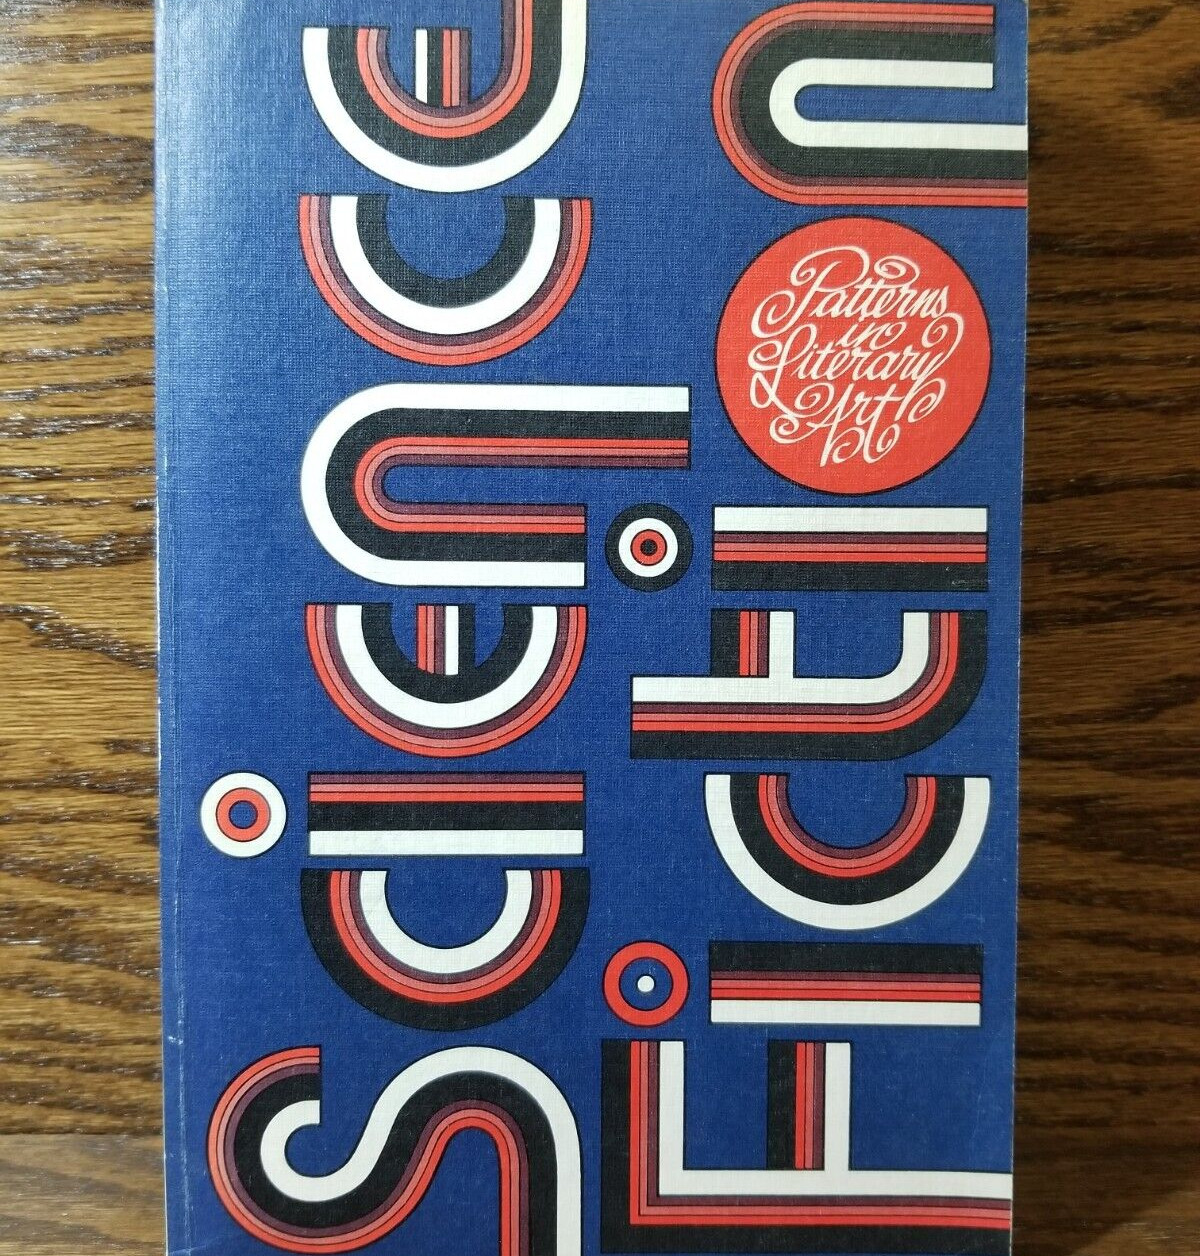 Science
Fiction
Patterns
in
Literary
Art